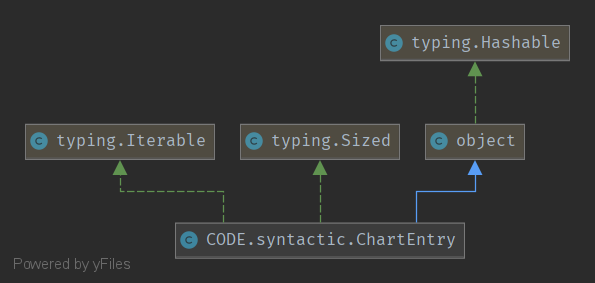 typing.Hashable
typing.Iterable
typing.Sized
object
CODE.syntactic.ChartEntry
Powered by yFiles